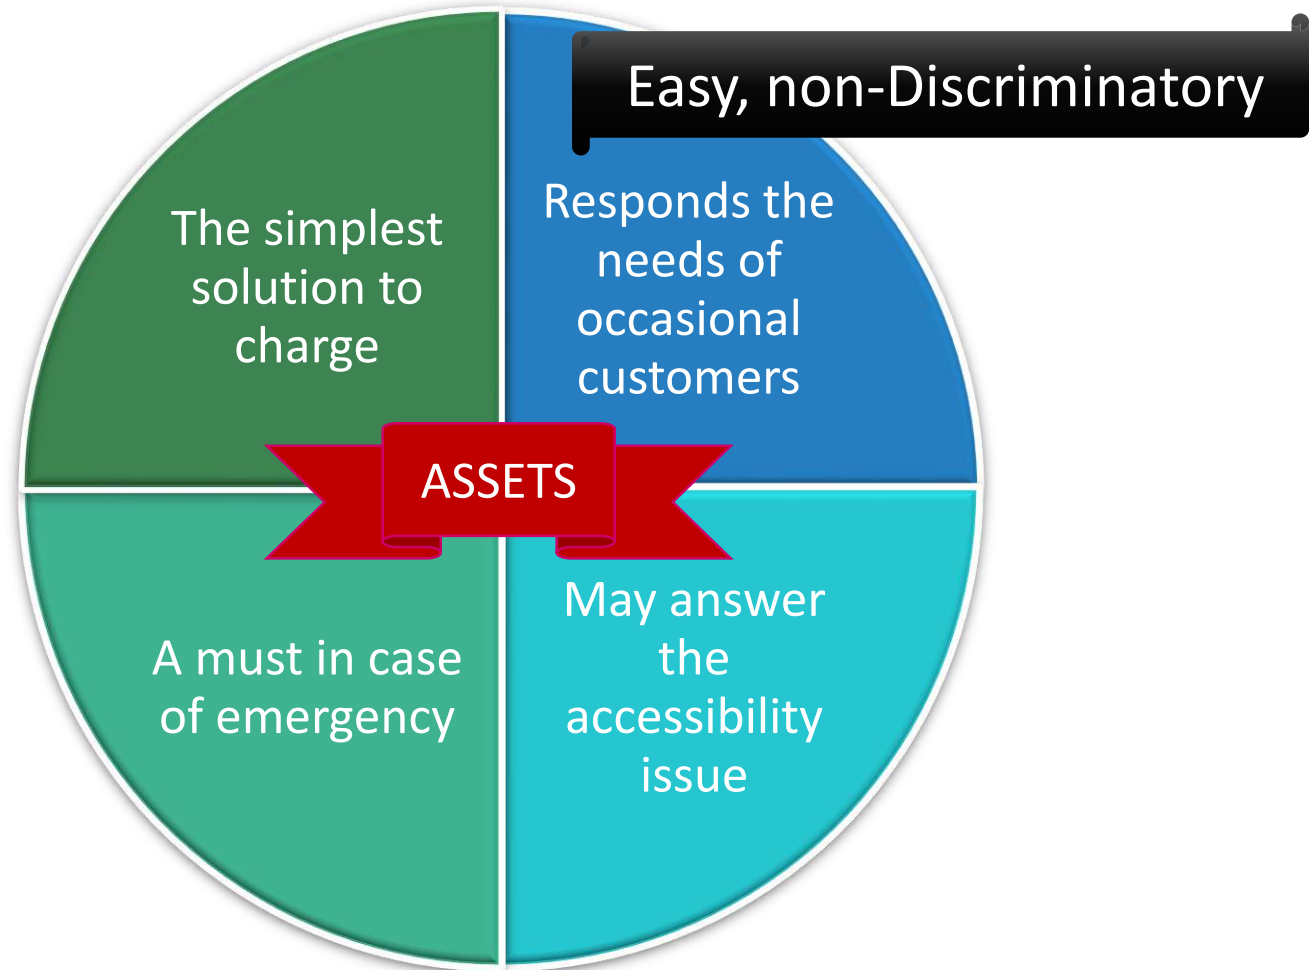 Easy, non-Discriminatory
The simplest
solution to
charge
Responds the
needs of
occasional
customers
ASSETS
A must in case
of emergency
May answer
the
accessibility
issue